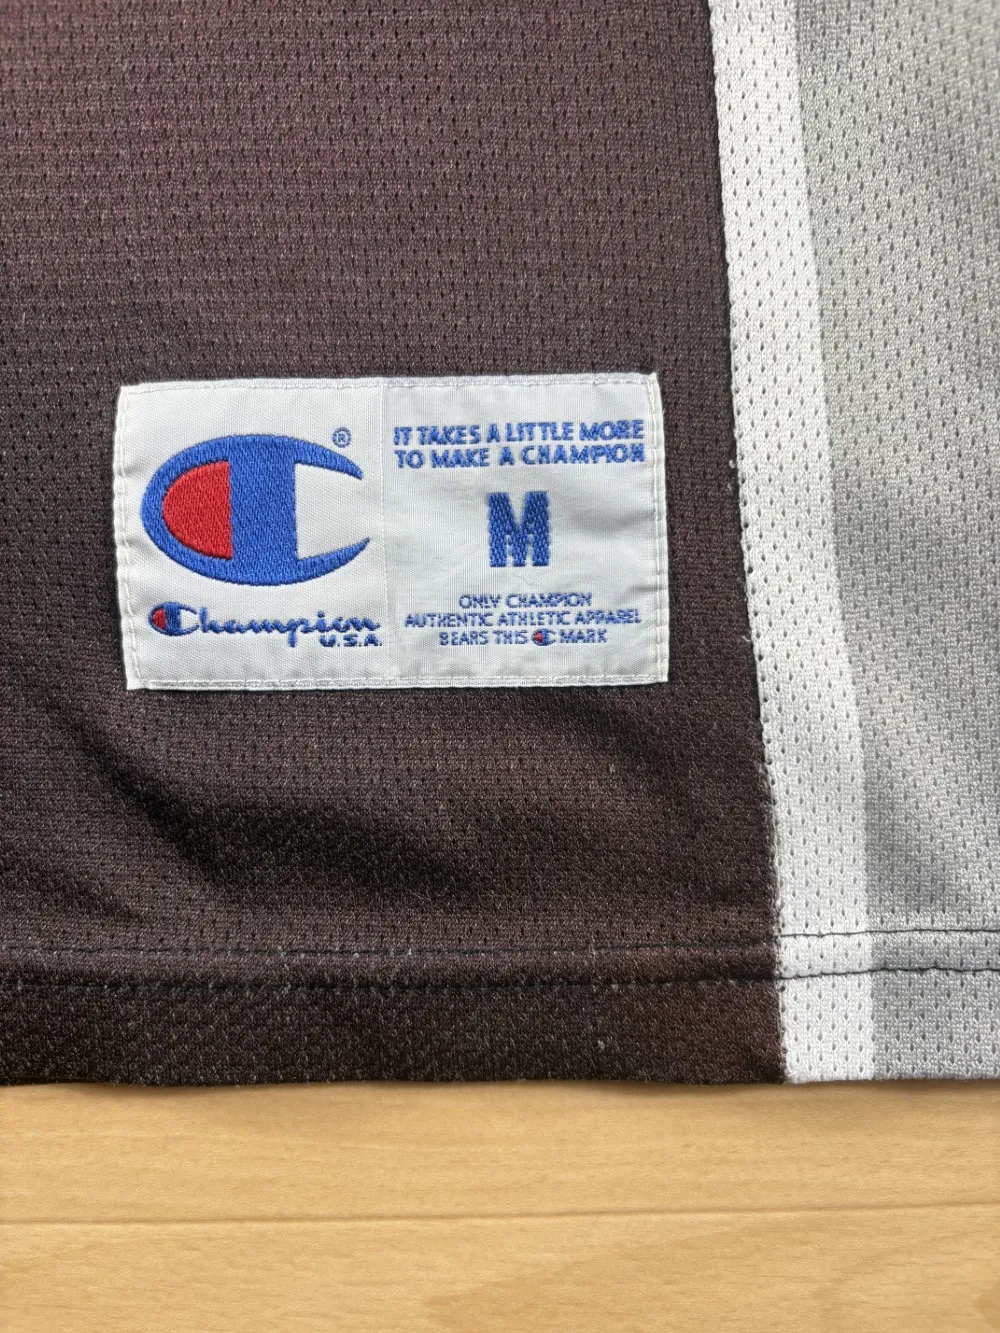 ®
Champion
U.S.A.
IT TAKES A LITTLE MORE
TO MAKE A CHAMPION
M
ONLY CHAMPION
AUTHENTIC ATHLETIC APPAREL
BEARS THIS C MARK